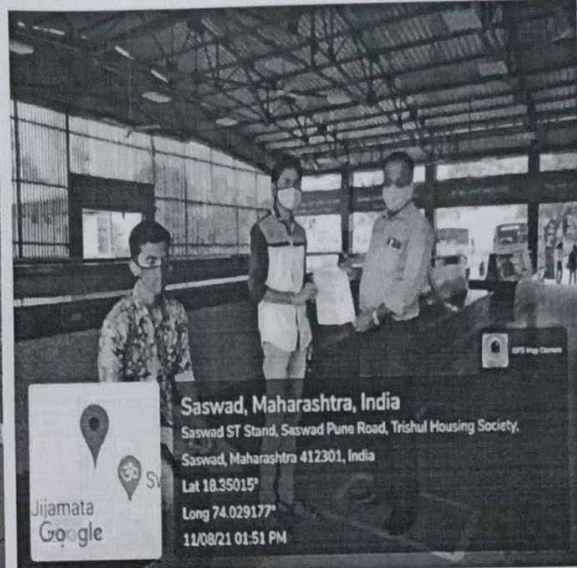 GPS Map Camera
Saswad, Maharashtra, India
Saswad ST Stand, Saswad Pune Road, Trishul Housing Society,
Saswad, Maharashtra 412301, India
Lat 18.35015°
Long 74.029177°
11/08/21 01:51 PM
ॐ
Jijamata
Google